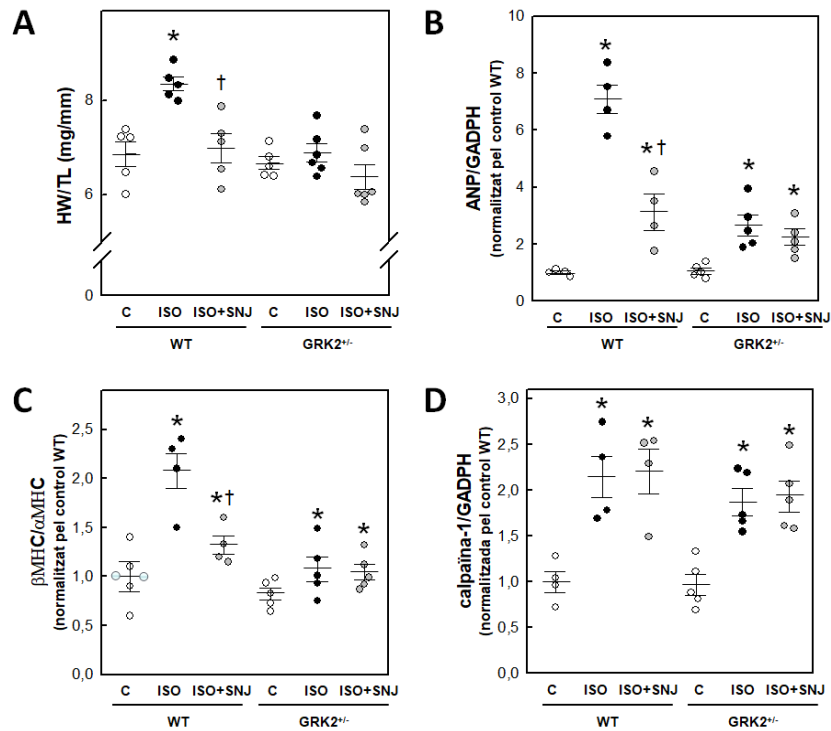 A
HW/TL (mg/mm)
8
6
0
*
†
C ISO ISO+SNJ C ISO ISO+SNJ
WT GRK2+/-
B
ANP/GADPH
(normalitzat pel control WT)
10
8
6
4
2
0
*
*†
*
*
C ISO ISO+SNJ C ISO ISO+SNJ
WT GRK2+/-
C
βMHC/αMHC
(normalitzat pel control WT)
2,5
2,0
1,5
1,0
0,5
0,0
*
*†
*
*
C ISO ISO+SNJ C ISO ISO+SNJ
WT GRK2+/-
D
calpaïna-1/GADPH
(normalitzada pel control WT)
3,0
2,5
2,0
1,5
1,0
0,5
0,0
*
*
*
*
C ISO ISO+SNJ C ISO ISO+SNJ
WT GRK2+/-